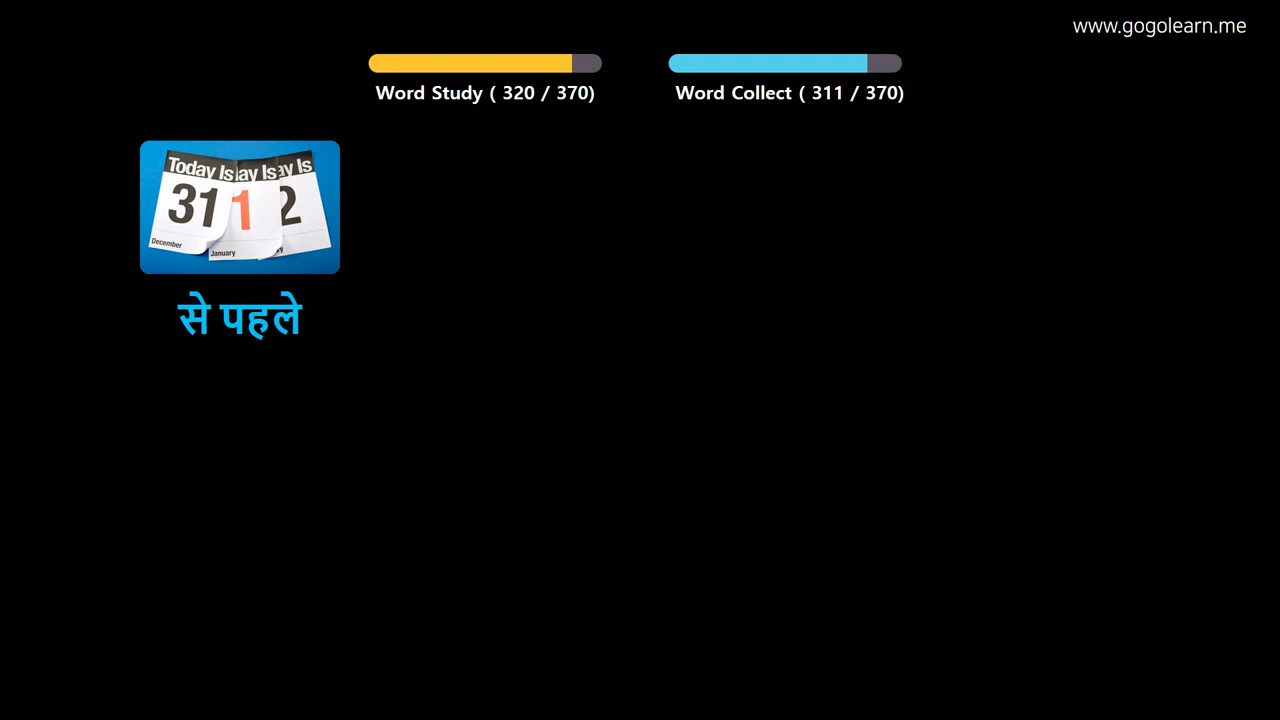 www.gogolearn.me
Word Study ( 320 / 370)
Word Collect ( 311 / 370)
Today Is
ay Is
ay Is
31
1
2
December
January
से पहले